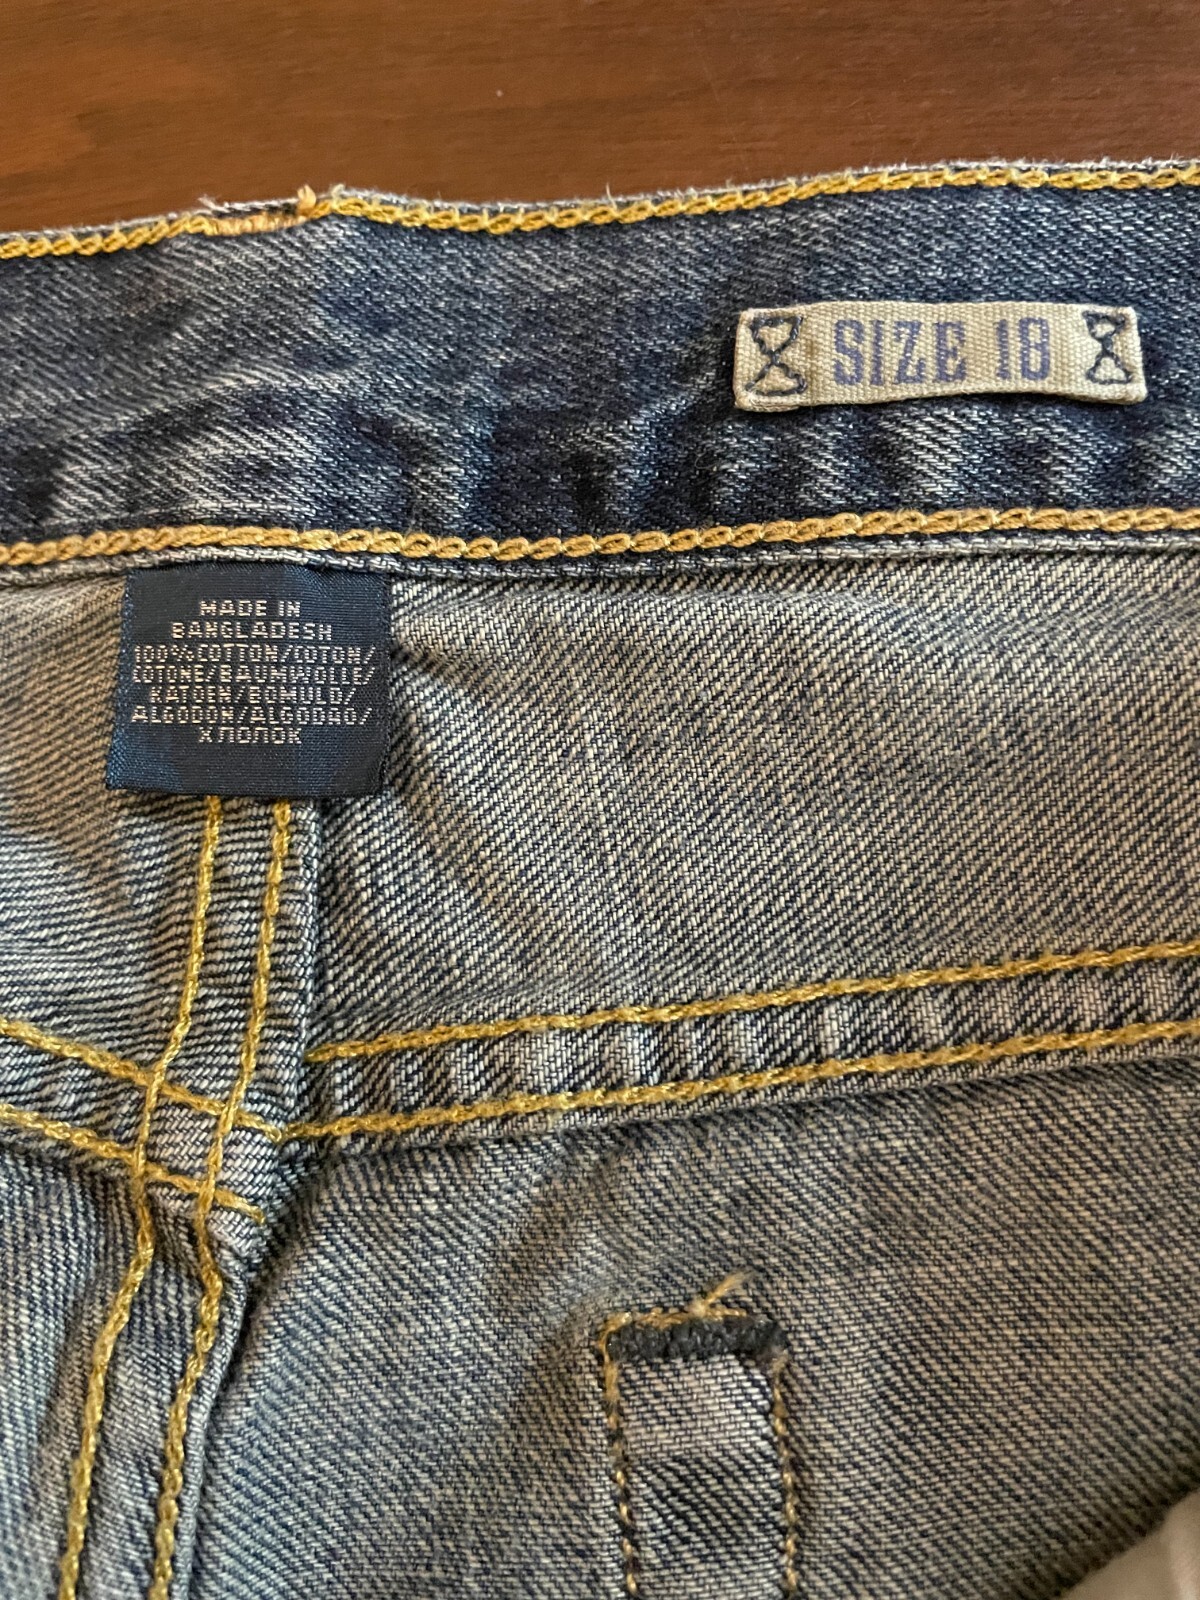 SIZE 18
MADE IN
BANGLADESH
100% COTTON/COTON/
COTONE/BAUMWOLLE/
KATOEN/BOMULD/
ALGODON/ALGODAO/
ХЛОПОК